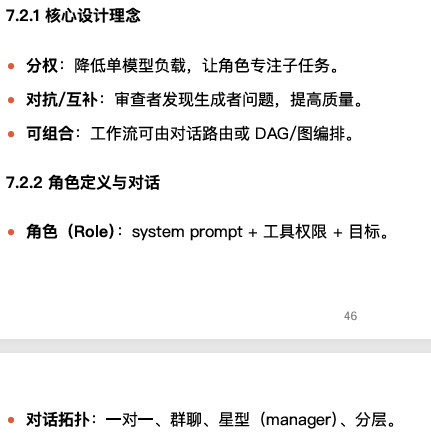 7.2.1 核心设计理念
• 分权：降低单模型负载，让角色专注子任务。
• 对抗/互补：审查者发现生成者问题，提高质量。
• 可组合：工作流可由对话路由或 DAG/图编排。
7.2.2 角色定义与对话
• 角色（Role）：system prompt + 工具权限 + 目标。
46
• 对话拓扑：一对一、群聊、星型（manager）、分层。